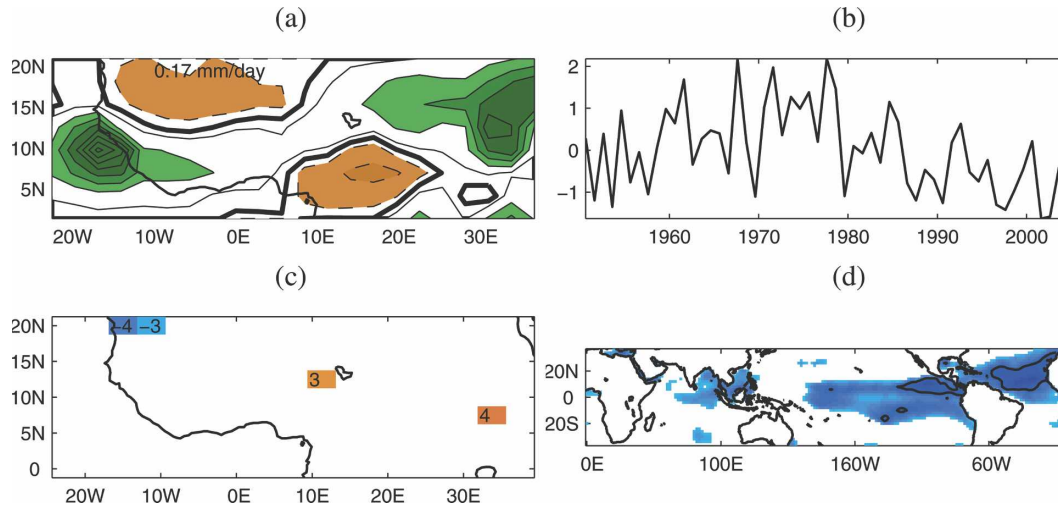 (a)
(b)
0.17 mm/day
20N
15N
10N
5N
20W 10W 0E 10E 20E 30E
2
1
0
−1
1960 1970 1980 1990 2000
(c)
(d)
20N
15N
10N
5N
0
−4 −3
3
4
20W 10W 0E 10E 20E 30E
20N
0
20S
0E 100E 160W 60W